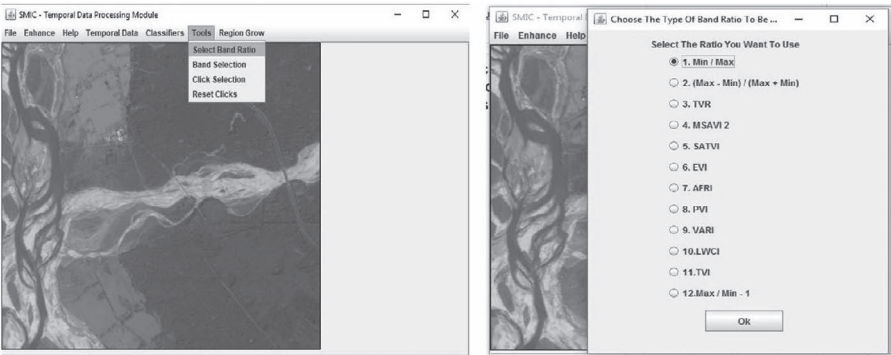 SMIC - Temporal Data Processing Module
File Enhance Help Temporal Data Classifiers Tools Region Grow
Select Band Ratio
Band Selection
Click Selection
Reset Clicks
SMIC - Temporal
File Enhance Help
Choose The Type Of Band Ratio To Be ...
Select The Ratio You Want To Use
1. Min / Max
2. (Max - Min) / (Max + Min)
3. TVR
4. MSAVI 2
5. SATVI
6. EVI
7. AFRI
8. PVI
9. VARI
10.LWCI
11.TVI
12.Max / Min - 1
Ok